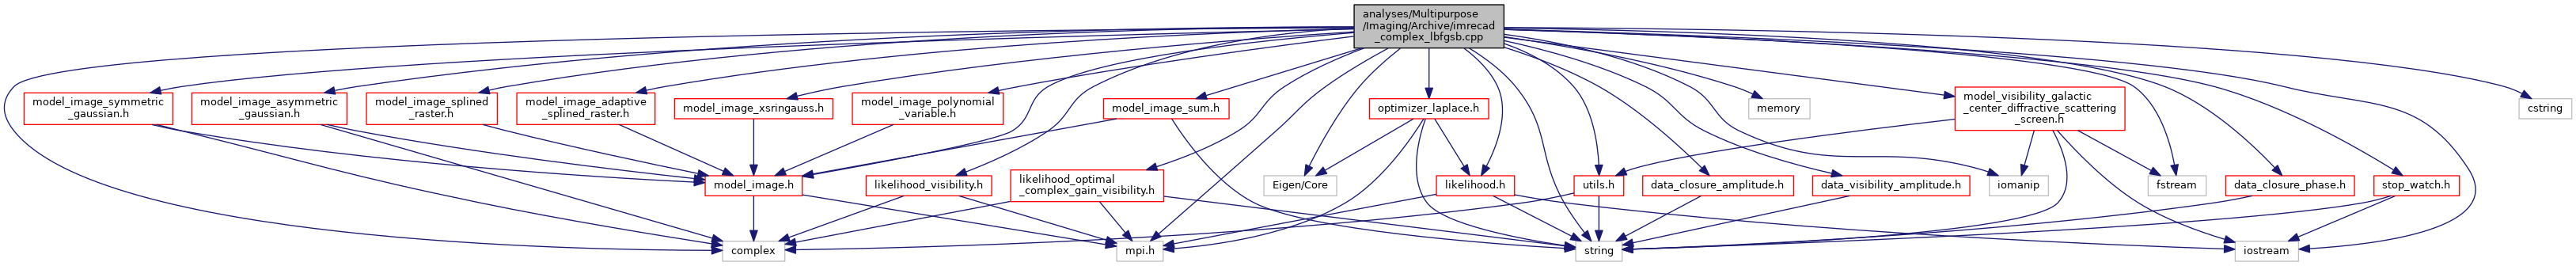 analyses/Multipurpose
/Imaging/Archive/imrecad
_complex_lbfgsb.cpp
model_image_symmetric
_gaussian.h
model_image_asymmetric
_gaussian.h
model_image_splined
_raster.h
model_image_adaptive
_splined_raster.h
model_image_xsringauss.h
model_image_polynomial
_variable.h
model_image_sum.h
optimizer_laplace.h
memory
model_visibility_galactic
_center_diffractive_scattering
_screen.h
cstring
model_image.h
likelihood_visibility.h
likelihood_optimal
_complex_gain_visibility.h
Eigen/Core
likelihood.h
utils.h
data_closure_amplitude.h
data_visibility_amplitude.h
iomanip
fstream
data_closure_phase.h
stop_watch.h
complex
mpi.h
string
iostream